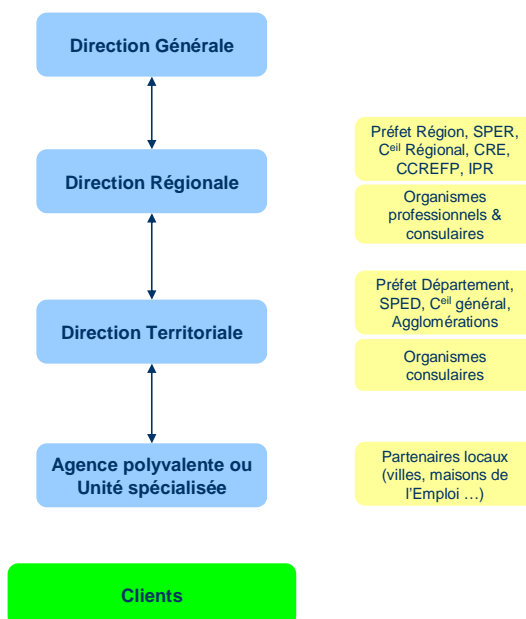 Direction Générale
Préfet Région, SPER,
Cᵉⁱˡ Régional, CRE,
CCREFP, IPR
Direction Régionale
Organismes
professionnels &
consulaires
Préfet Département,
SPED, Cᵉⁱˡ général,
Agglomérations
Direction Territoriale
Organismes
consulaires
Agence polyvalente ou
Unité spécialisée
Partenaires locaux
(villes, maisons de
l'Emploi …)
Clients